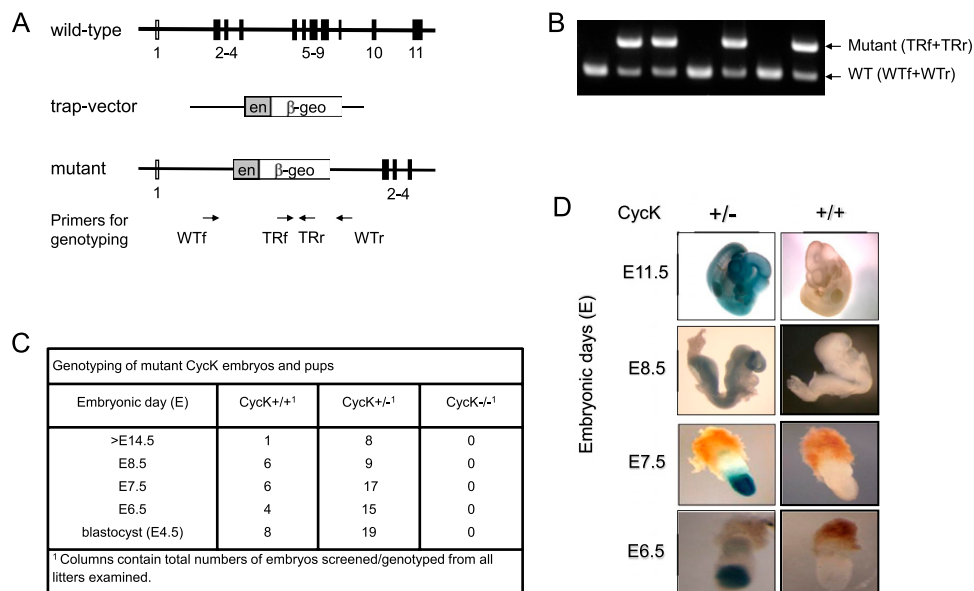 A
wild-type
1
2-4
5-9
10
11
trap-vector
en
β-geo
mutant
en
β-geo
1
2-4
Primers for
genotyping
WTf
TRf
TRr
WTr
B
Mutant (TRf+TRr)
WT (WTf+WTr)
C
Genotyping of mutant CycK embryos and pups
Embryonic day (E) CycK+/+¹ CycK+/-¹ CycK-/-¹
>E14.5 1 8 0
E8.5 6 9 0
E7.5 6 17 0
E6.5 4 15 0
blastocyst (E4.5) 8 19 0
¹ Columns contain total numbers of embryos screened/genotyped from all
litters examined.
D
CycK +/- +/+
Embryonic days (E)
E11.5
E8.5
E7.5
E6.5